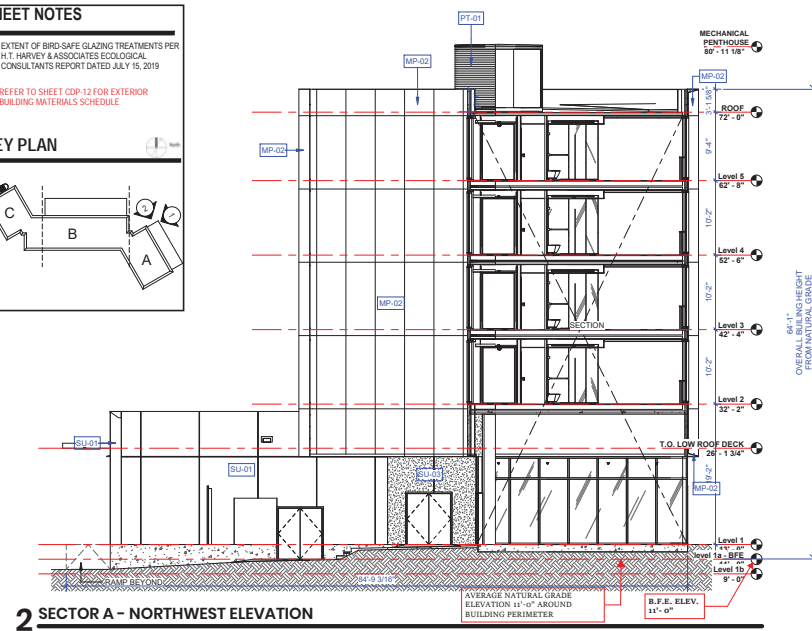 EET NOTES
EXTENT OF BIRD-SAFE GLAZING TREATMENTS PER
H.T. HARVEY & ASSOCIATES ECOLOGICAL
CONSULTANTS REPORT DATED JULY 15, 2019
REFER TO SHEET CDP-12 FOR EXTERIOR
BUILDING MATERIALS SCHEDULE
EY PLAN
North
C
B
A
2
1
PT-01
MP-02
MP-02
MP-02
MP-02
MP-02
SU-01
SU-01
SU-03
SECTION
MECHANICAL
PENTHOUSE
80' - 11 1/8"
3'-1 5/8"
ROOF
72' - 0"
9'-4"
Level 5
62' - 8"
10'-2"
Level 4
52' - 6"
10'-2"
Level 3
42' - 4"
10'-2"
Level 2
32' - 2"
T.O. LOW ROOF DECK
26' - 1 3/4"
9'-2"
Level 1
level 1a - BFE
Level 1b
9' - 0"
64'-1"
OVERALL BUILING HEIGHT
FROM NATURAL GRADE
RAMP BEYOND
84'-9 3/16"
AVERAGE NATURAL GRADE
ELEVATION 11'-0" AROUND
BUILDING PERIMETER
B.F.E. ELEV.
11'- 0"
2 SECTOR A - NORTHWEST ELEVATION